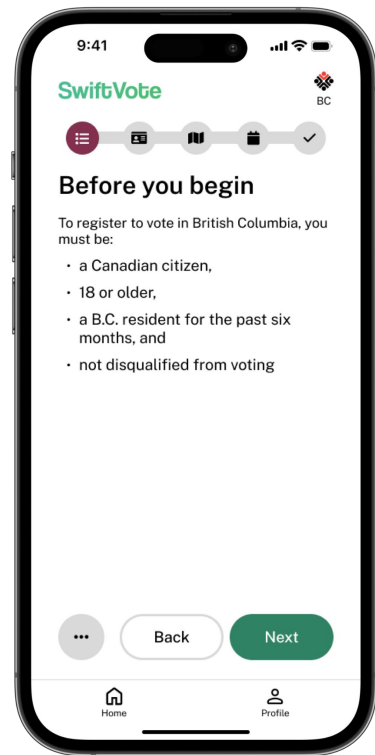 9:41
SwiftVote
BC
Before you begin
To register to vote in British Columbia, you
must be:
· a Canadian citizen,
· 18 or older,
· a B.C. resident for the past six
months, and
· not disqualified from voting
Back
Next
Home
Profile